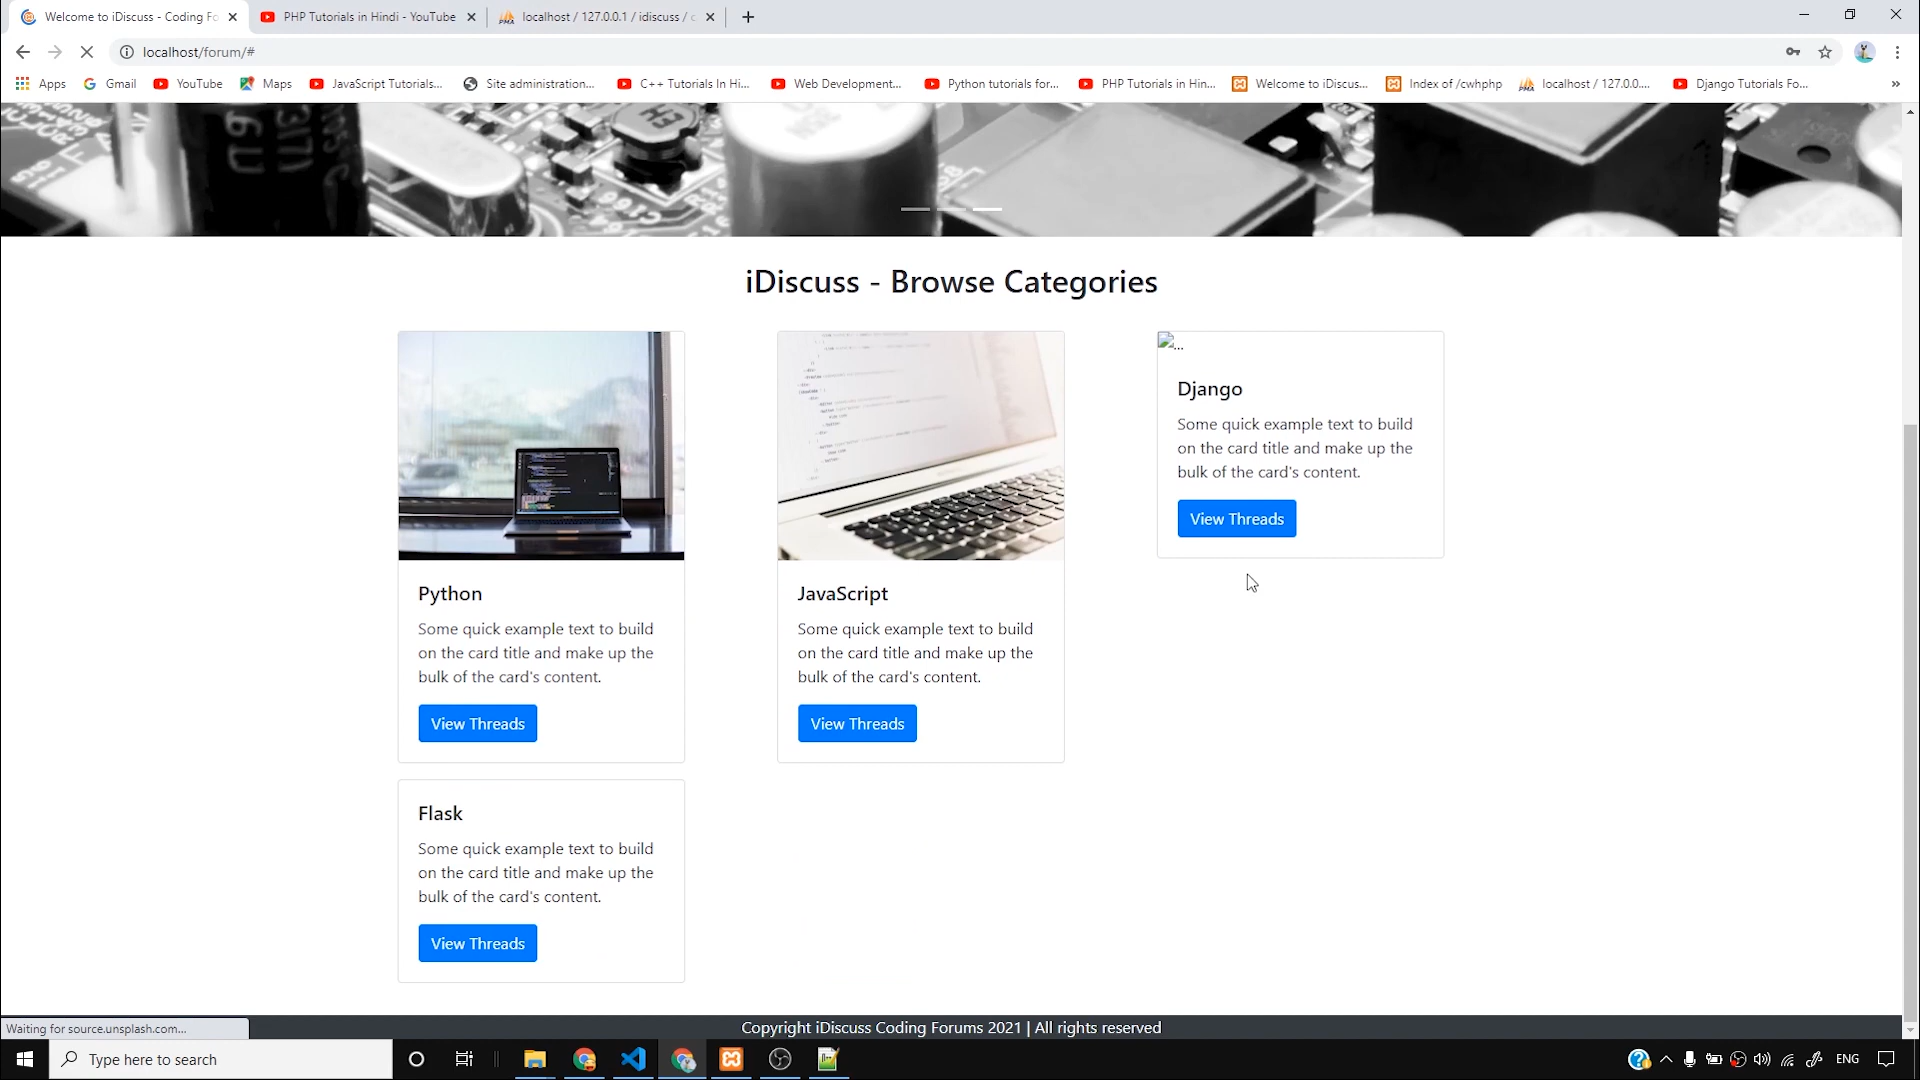 Welcome to iDiscuss - Coding Fo
PHP Tutorials in Hindi - YouTube
localhost / 127.0.0.1 / idiscuss / c
localhost/forum/#
Apps
Gmail
YouTube
Maps
JavaScript Tutorials...
Site administration...
C++ Tutorials In Hi...
Web Development...
Python tutorials for...
PHP Tutorials in Hin...
Welcome to iDiscus...
Index of /cwhphp
localhost / 127.0.0....
Django Tutorials Fo...
iDiscuss - Browse Categories
...
Python
Some quick example text to build
on the card title and make up the
bulk of the card's content.
View Threads
JavaScript
Some quick example text to build
on the card title and make up the
bulk of the card's content.
View Threads
Django
Some quick example text to build
on the card title and make up the
bulk of the card's content.
View Threads
Flask
Some quick example text to build
on the card title and make up the
bulk of the card's content.
View Threads
Waiting for source.unsplash.com...
Copyright iDiscuss Coding Forums 2021 | All rights reserved
Type here to search
ENG